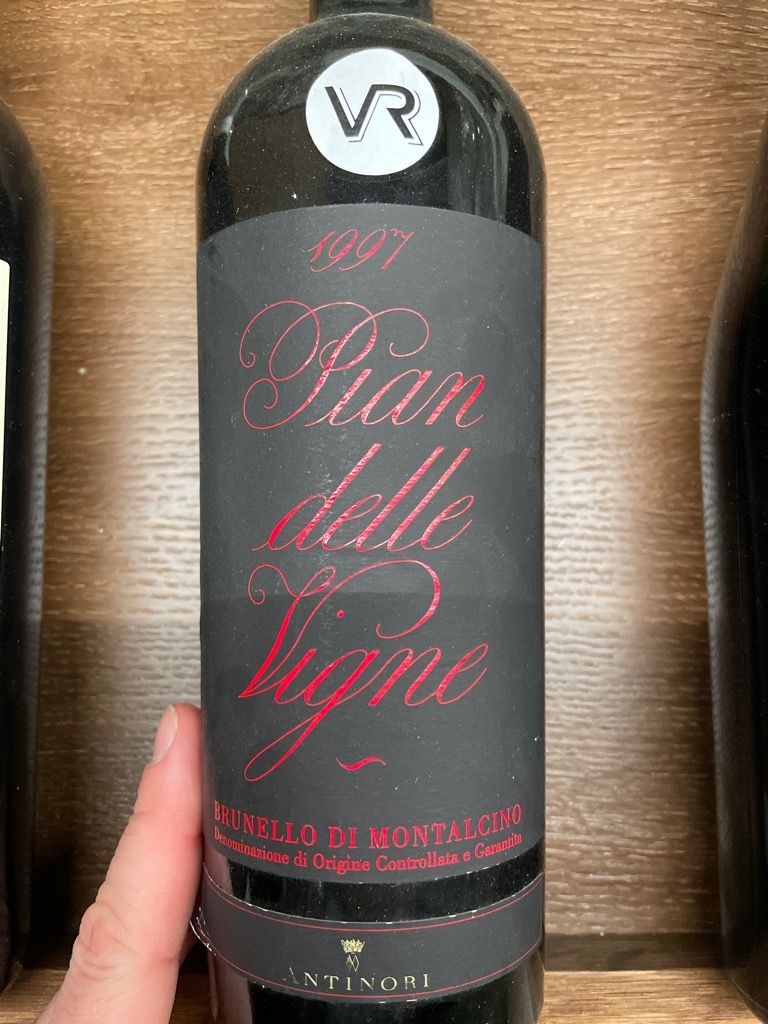 VR
1997
Pian
delle
Vigne
BRUNELLO DI MONTALCINO
Denominazione di Origine Controllata e Garantita
ANTINORI